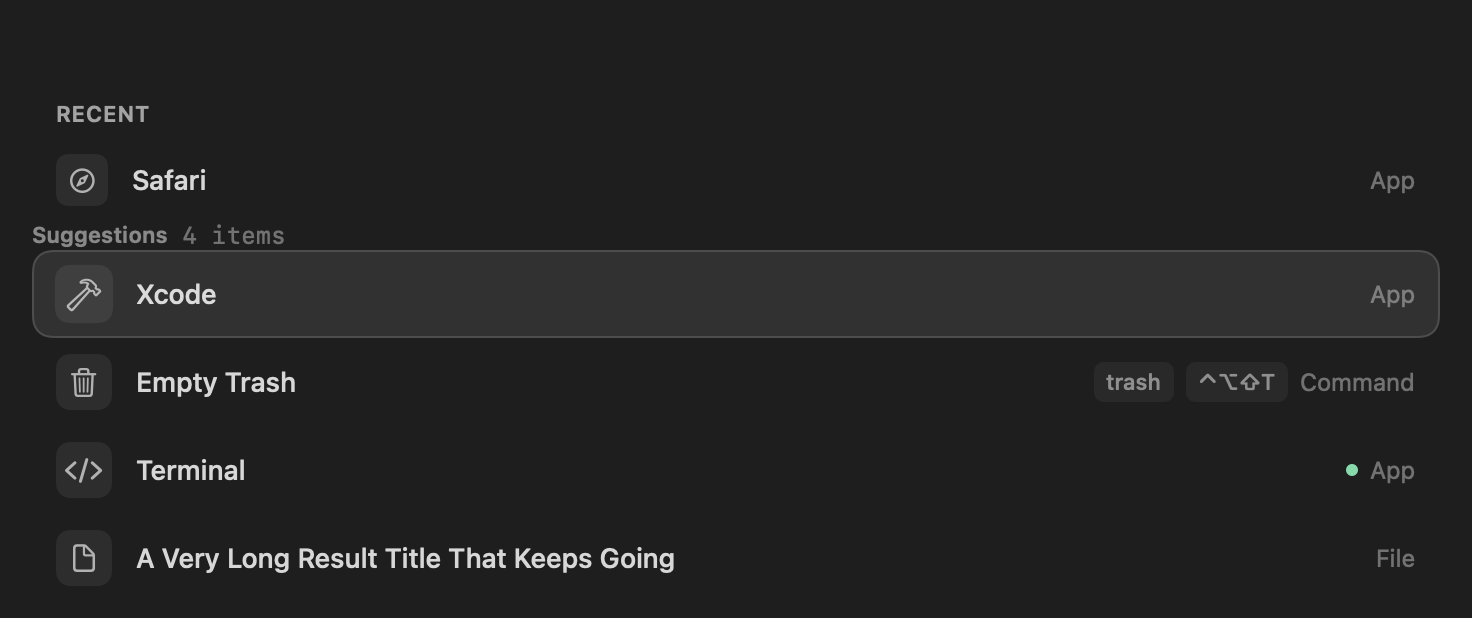 RECENT
Safari App
Suggestions 4 items
Xcode App
Empty Trash trash ⌃⌥⇧T Command
</> Terminal App
A Very Long Result Title That Keeps Going File